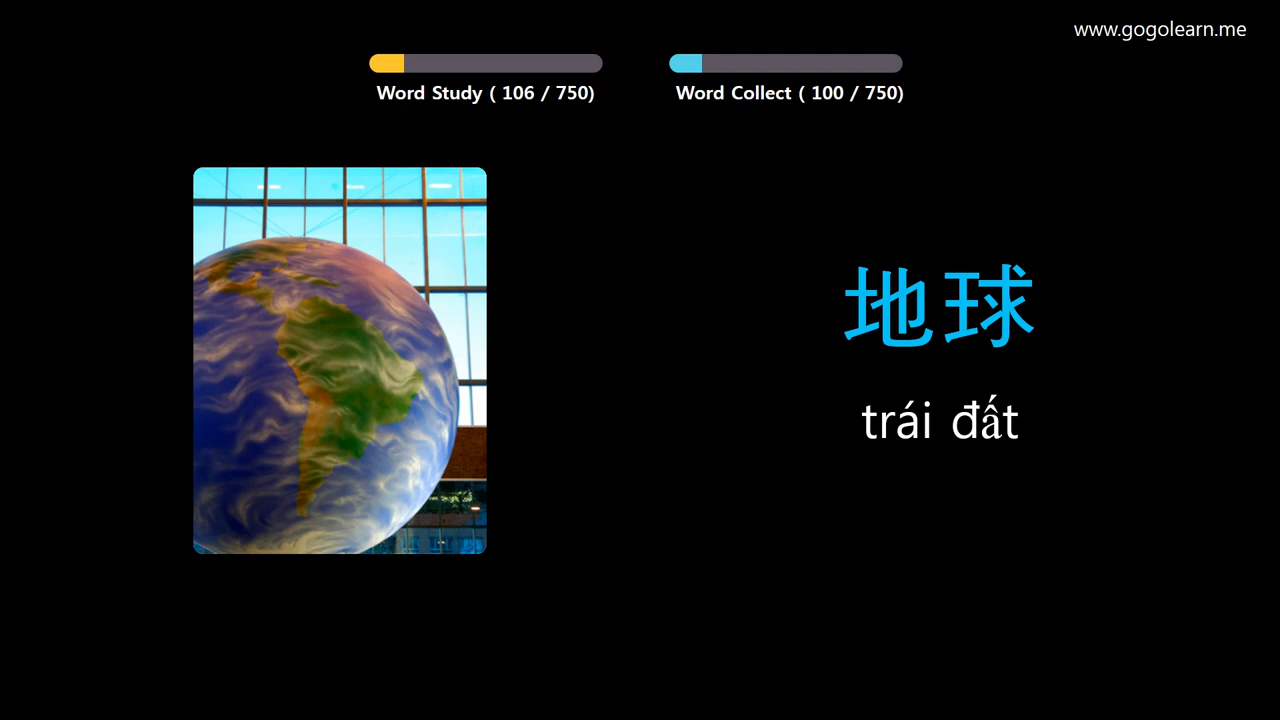 www.gogolearn.me
Word Study ( 106 / 750)
Word Collect ( 100 / 750)
地球
trái đất